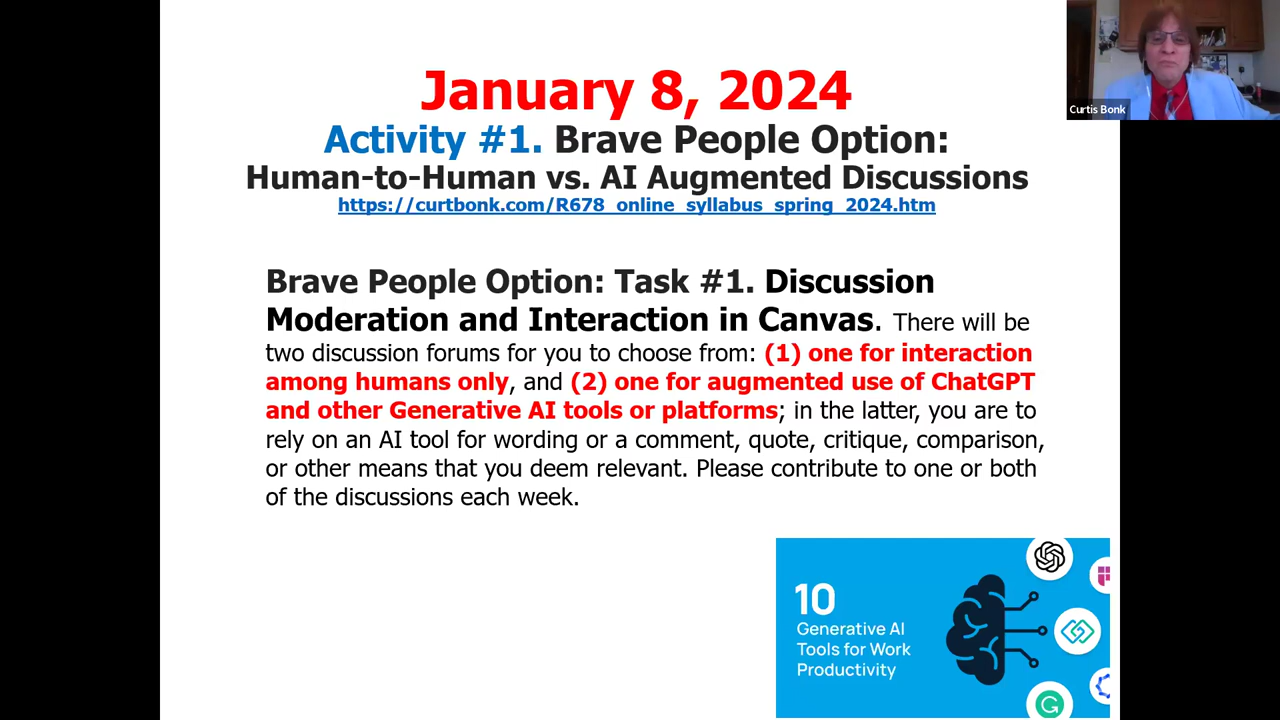 January 8, 2024
Activity #1. Brave People Option:
Human-to-Human vs. AI Augmented Discussions
https://curtbonk.com/R678_online_syllabus_spring_2024.htm
Curtis Bonk
Brave People Option: Task #1. Discussion
Moderation and Interaction in Canvas. There will be
two discussion forums for you to choose from: (1) one for interaction
among humans only, and (2) one for augmented use of ChatGPT
and other Generative AI tools or platforms; in the latter, you are to
rely on an AI tool for wording or a comment, quote, critique, comparison,
or other means that you deem relevant. Please contribute to one or both
of the discussions each week.
10
Generative AI
Tools for Work
Productivity